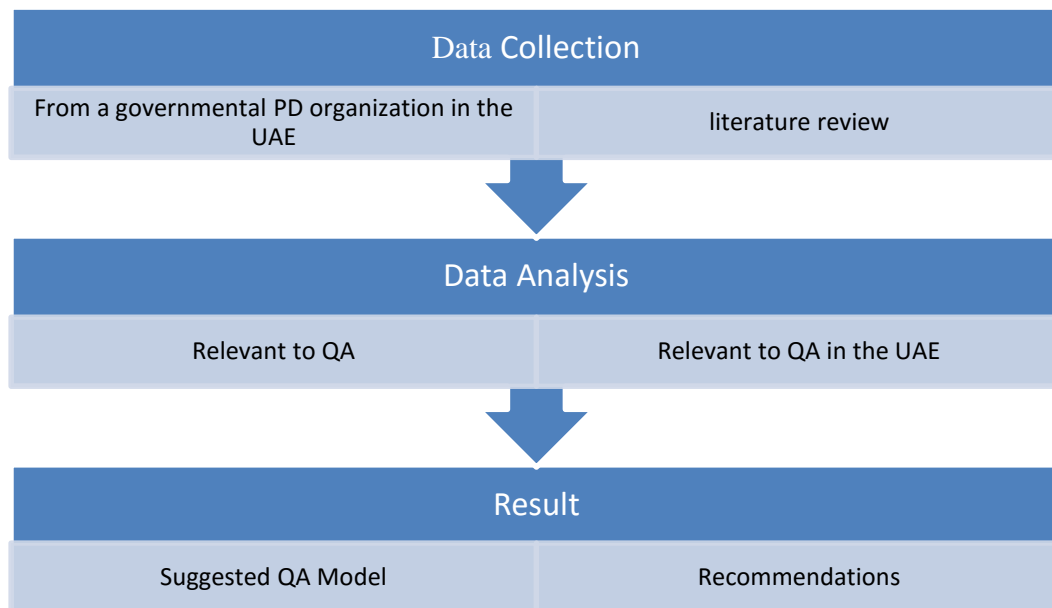 Data Collection
From a governmental PD organization in the
UAE
literature review
Data Analysis
Relevant to QA
Relevant to QA in the UAE
Result
Suggested QA Model
Recommendations